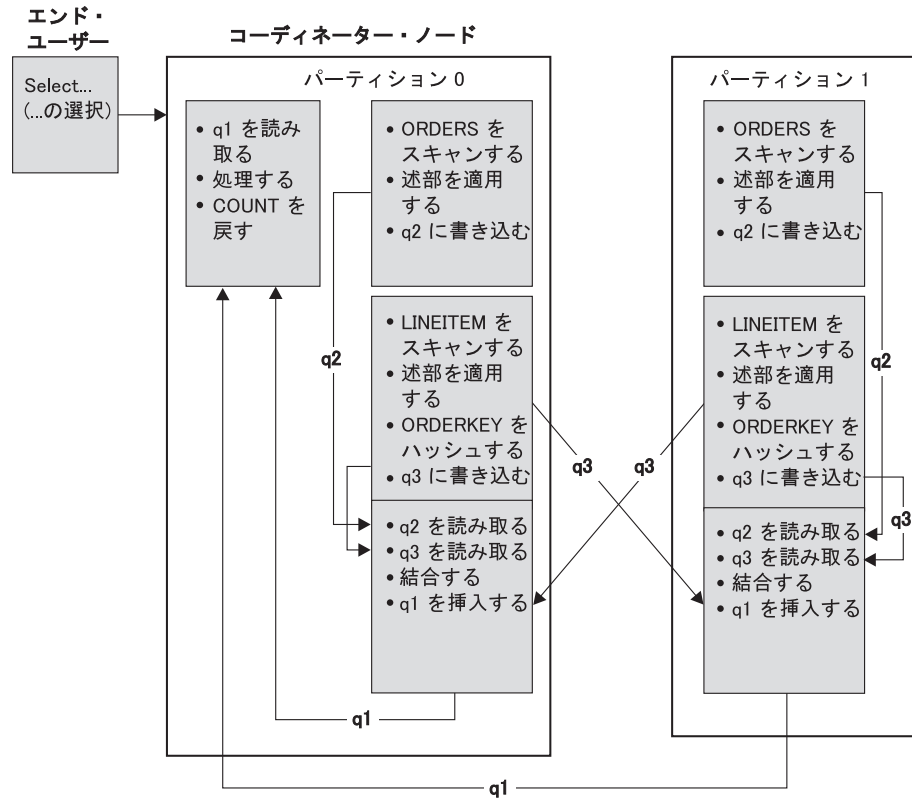 エンド・
ユーザー
Select...
(...の選択)
コーディネーター・ノード
パーティション 0
• q1 を読み
取る
• 処理する
• COUNT を
戻す
• ORDERS を
スキャンする
• 述部を適用
する
• q2 に書き込む
• LINEITEM を
スキャンする
• 述部を適用
する
• ORDERKEY を
ハッシュする
• q3 に書き込む
• q2 を読み取る
• q3 を読み取る
• 結合する
• q1 を挿入する
q2
q3
q3
q1
パーティション 1
• ORDERS を
スキャンする
• 述部を適用
する
• q2 に書き込む
• LINEITEM を
スキャンする
• 述部を適用
する
• ORDERKEY を
ハッシュする
• q3 に書き込む
• q2 を読み取る
• q3 を読み取る
• 結合する
• q1 を挿入する
q2
q3
q1